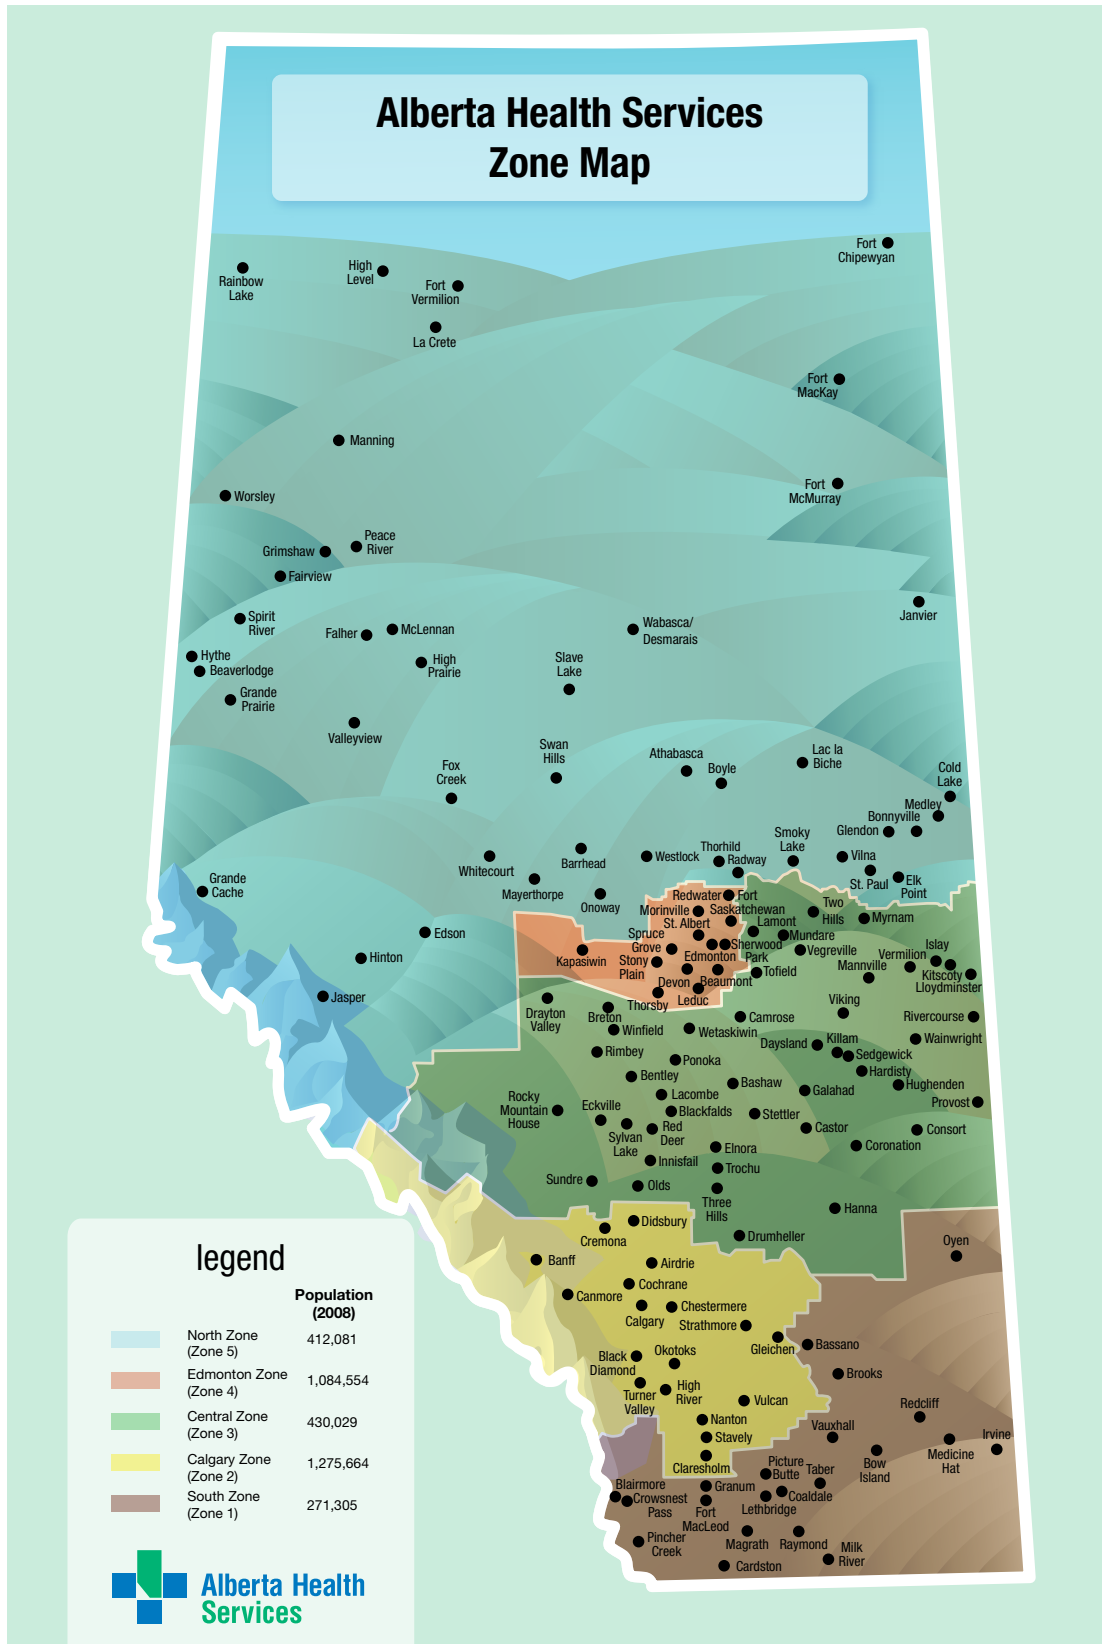 Alberta Health Services
Zone Map
Fort
Chipewyan
Rainbow
Lake
High
Level
Fort
Vermilion
La Crete
Fort
MacKay
Manning
Worsley
Fort
McMurray
Peace
River
Grimshaw
Fairview
Janvier
Spirit
River
Falher
McLennan
Wabasca/
Desmarais
Hythe
Beaverlodge
High
Prairie
Slave
Lake
Grande
Prairie
Valleyview
Swan
Hills
Athabasca
Boyle
Lac la
Biche
Fox
Creek
Cold
Lake
Medley
Bonnyville
Glendon
Smoky
Lake
Thorhild
Radway
Westlock
Barrhead
Whitecourt
Vilna
St. Paul
Elk
Point
Mayerthorpe
Onoway
Grande
Cache
Edson
Hinton
Jasper
Redwater
Fort
Saskatchewan
Morinville
St. Albert
Spruce
Grove
Stony
Plain
Kapasiwin
Edmonton
Sherwood
Park
Devon
Beaumont
Leduc
Thorsby
Lamont
Mundare
Two
Hills
Myrnam
Vegreville
Tofield
Vermilion
Islay
Mannville
Kitscoty
Lloydminster
Drayton
Valley
Breton
Winfield
Wetaskiwin
Camrose
Viking
Rivercourse
Wainwright
Daysland
Killam
Sedgewick
Hardisty
Hughenden
Provost
Rimbey
Ponoka
Bentley
Bashaw
Galahad
Lacombe
Blackfalds
Rocky
Mountain
House
Eckville
Sylvan
Lake
Red
Deer
Stettler
Castor
Consort
Coronation
Elnora
Innisfail
Trochu
Sundre
Olds
Three
Hills
Hanna
Didsbury
Cremona
Drumheller
Oyen
Banff
Airdrie
Canmore
Cochrane
Calgary
Chestermere
Strathmore
Gleichen
Bassano
Black
Diamond
Okotoks
Brooks
Turner
Valley
High
River
Vulcan
Redcliff
Nanton
Stavely
Vauxhall
Irvine
Medicine
Hat
Bow
Island
Claresholm
Picture
Butte
Taber
Blairmore
Crowsnest
Pass
Granum
Fort
MacLeod
Coaldale
Lethbridge
Pincher
Creek
Magrath
Raymond
Milk
River
Cardston
legend
Population
(2008)
North Zone
(Zone 5)
412,081
Edmonton Zone
(Zone 4)
1,084,554
Central Zone
(Zone 3)
430,029
Calgary Zone
(Zone 2)
1,275,664
South Zone
(Zone 1)
271,305
Alberta Health
Services